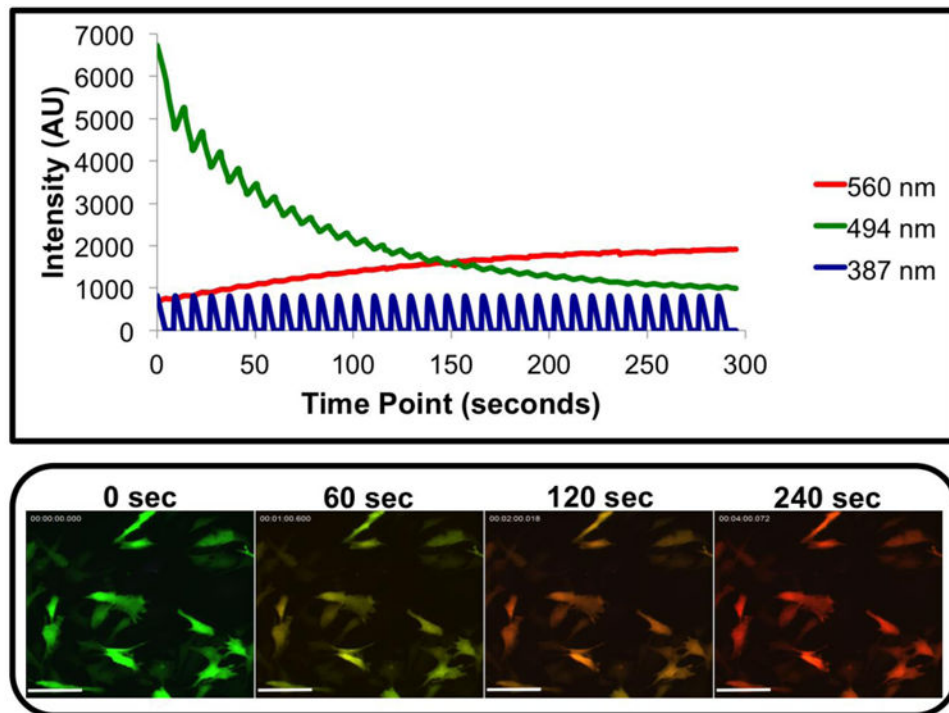 7000
6000
5000
4000
3000
2000
1000
0
Intensity (AU)
0 50 100 150 200 250 300
Time Point (seconds)
560 nm
494 nm
387 nm
0 sec 60 sec 120 sec 240 sec
00:00:00.000 00:01:00.600 00:02:00.018 00:04:00.072